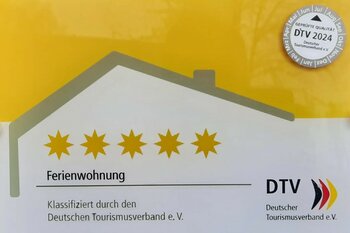 GEPRÜFTE QUALITÄT
DTV 2024
Deutscher
Tourismusverband e.V.
Ferienwohnung
Klassifiziert durch den
Deutschen Tourismusverband e. V.
DTV
Deutscher
Tourismusverband e.V.